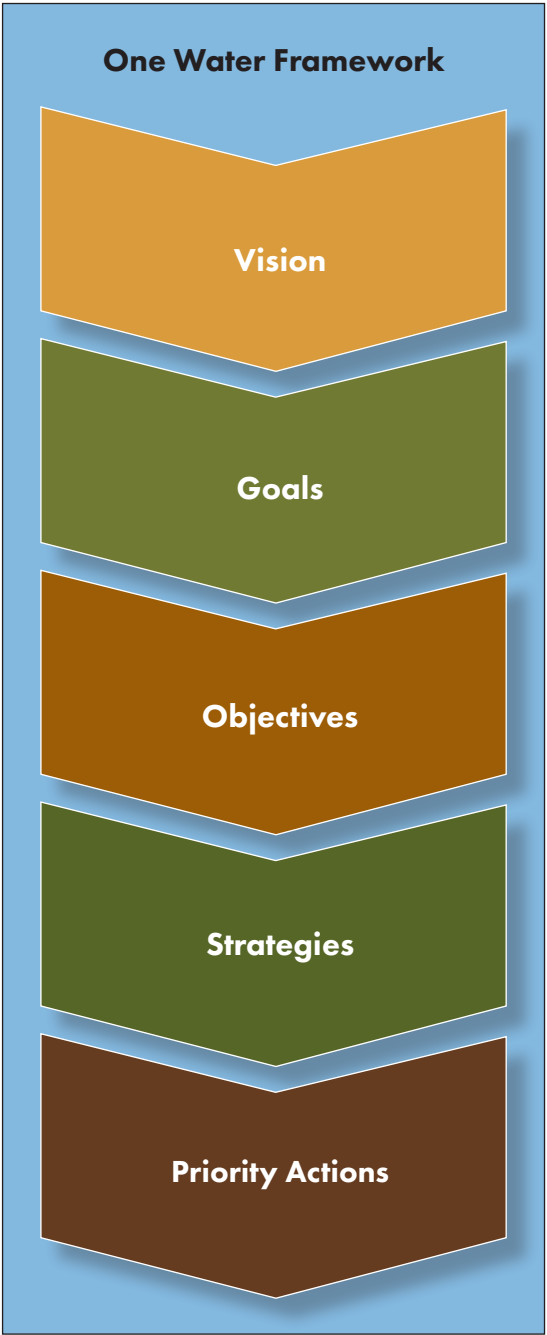 One Water Framework
Vision
Goals
Objectives
Strategies
Priority Actions